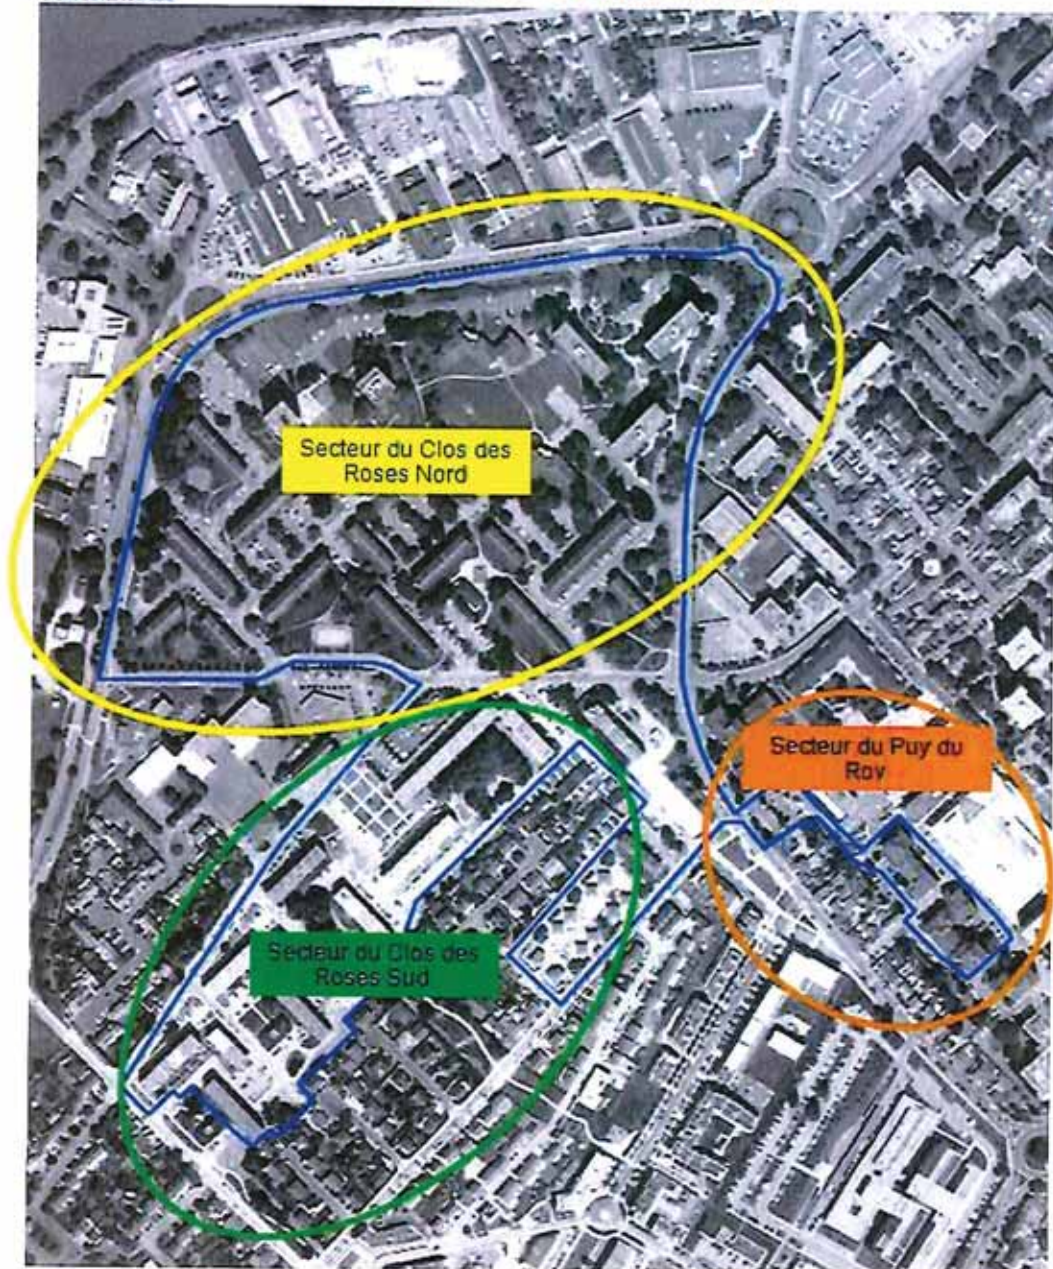 Secteur du Clos des
Roses Nord
Secteur du Puy du
Roy
Secteur du Clos des
Roses Sud